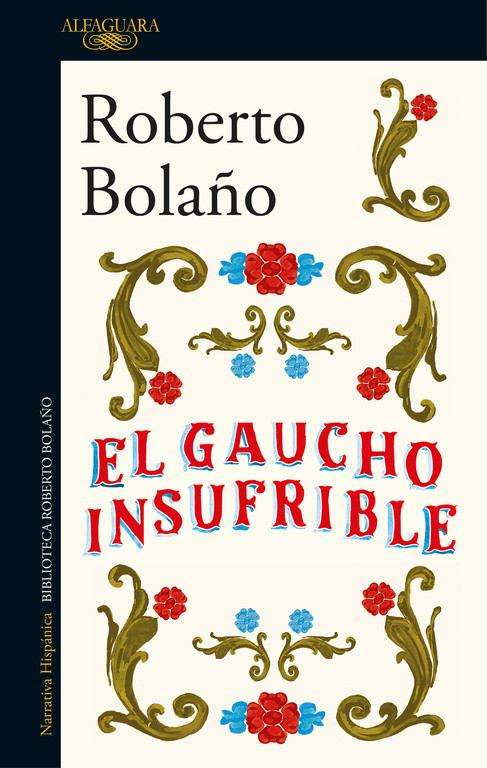 ALFAGUARA
Roberto
Bolaño
EL GAUCHO
INSUFRIBLE
Narrativa Hispánica BIBLIOTECA ROBERTO BOLAÑO